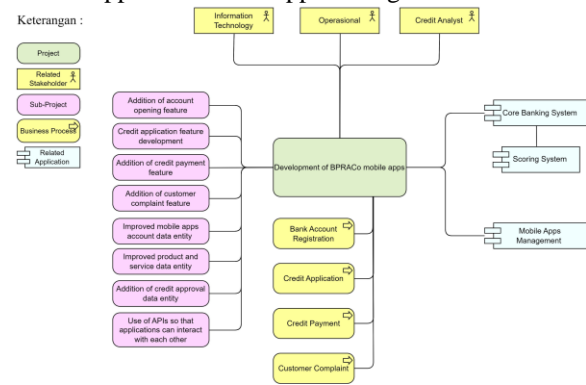 Keterangan :
Project
Related
Stakeholder
Sub-Project
Business Process
Related
Application
Information
Technology
Operasional
Credit Analyst
Addition of account
opening feature
Credit application feature
development
Addition of credit payment
feature
Addition of customer
complaint feature
Improved mobile apps
account data entity
Improved product and
service data entity
Addition of credit approval
data entity
Use of APIs so that
applications can interact
with each other
Development of BPRACo mobile apps
Bank Account
Registration
Credit Application
Credit Payment
Customer Complaint
Core Banking System
Scoring System
Mobile Apps
Management